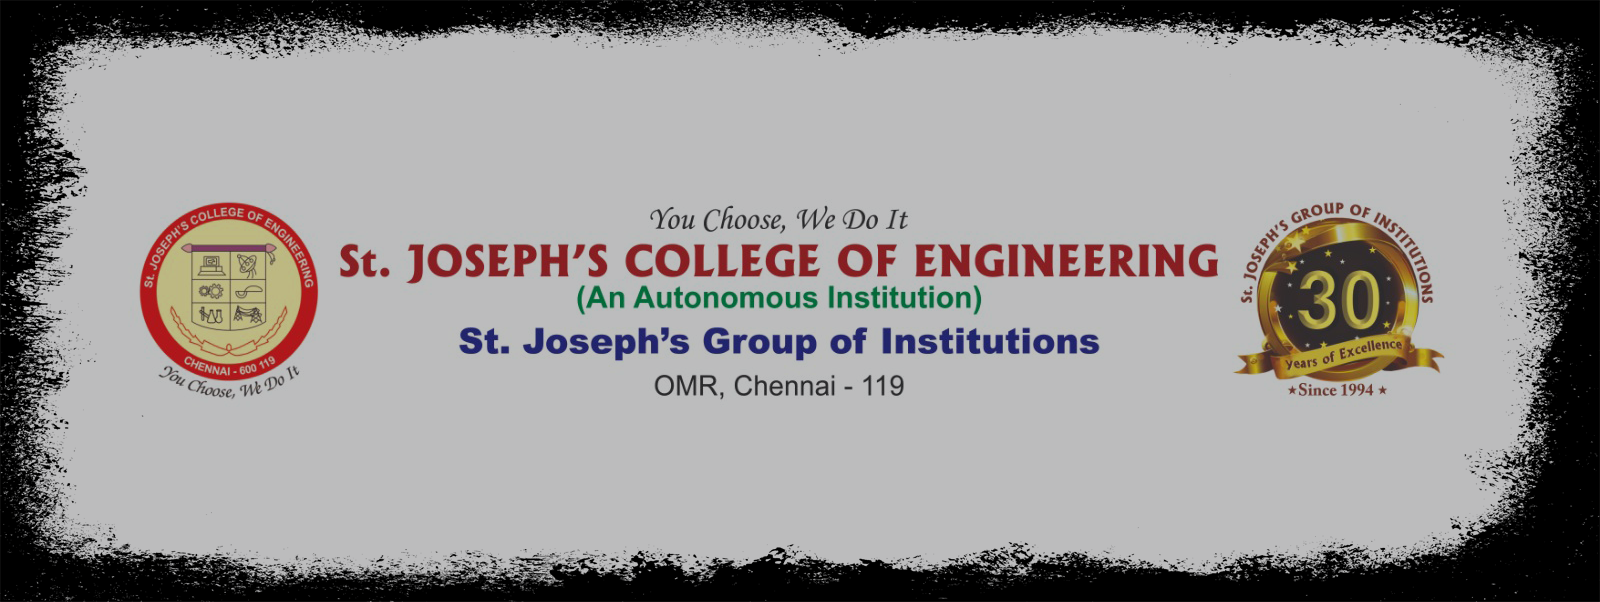 St. JOSEPH'S COLLEGE OF ENGINEERING
CHENNAI - 600 119
You Choose, We Do It
You Choose, We Do It
St. JOSEPH'S COLLEGE OF ENGINEERING
(An Autonomous Institution)
St. Joseph's Group of Institutions
OMR, Chennai - 119
St. JOSEPH'S GROUP OF INSTITUTIONS
30
Years of Excellence
★Since 1994 ★